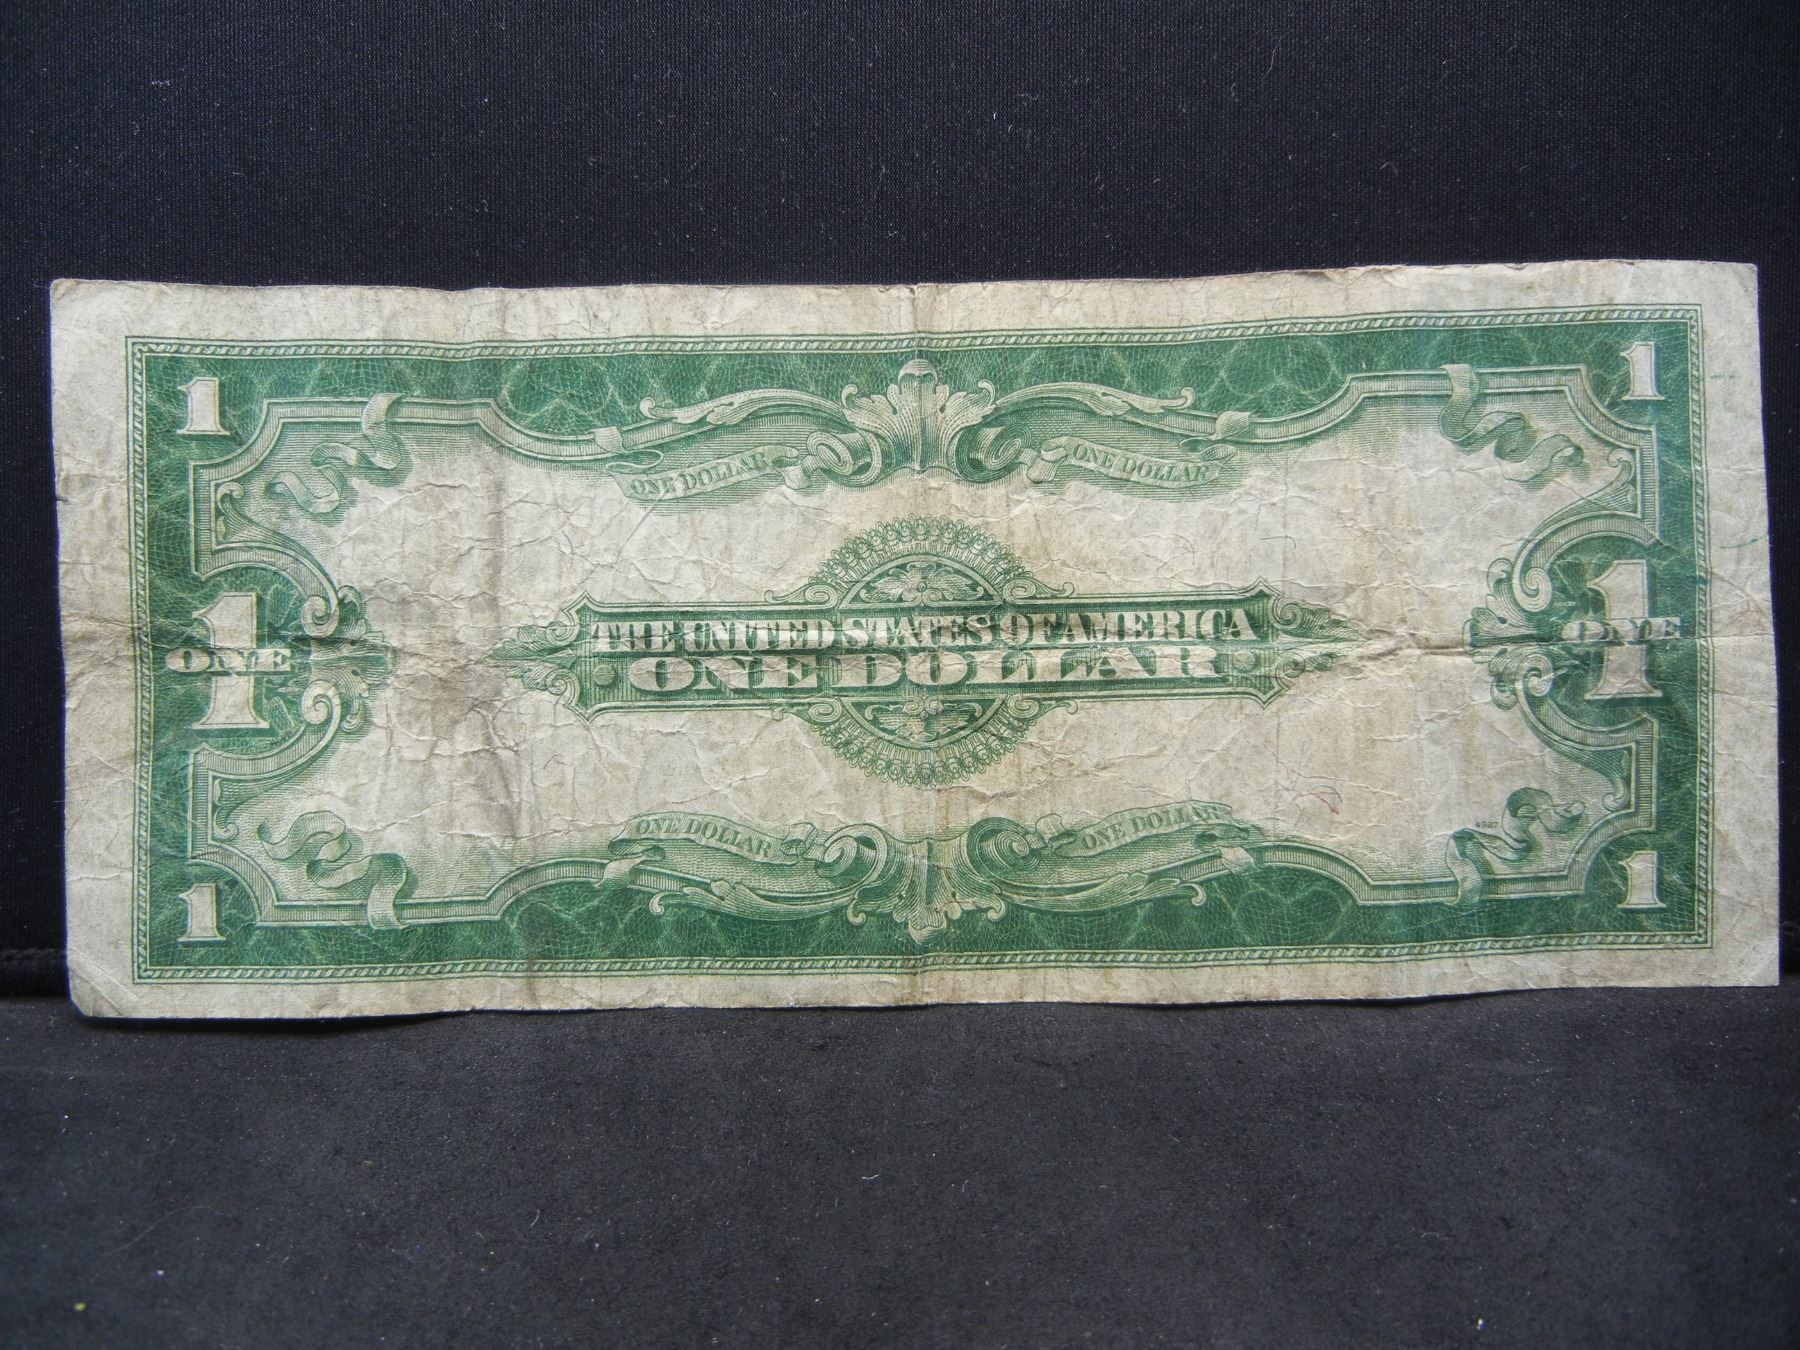 1 1
ONE DOLLAR ONE DOLLAR
1 THE UNITED STATES OF AMERICA 1
ONE ONE DOLLAR ONE
ONE DOLLAR ONE DOLLAR
4927
1 1